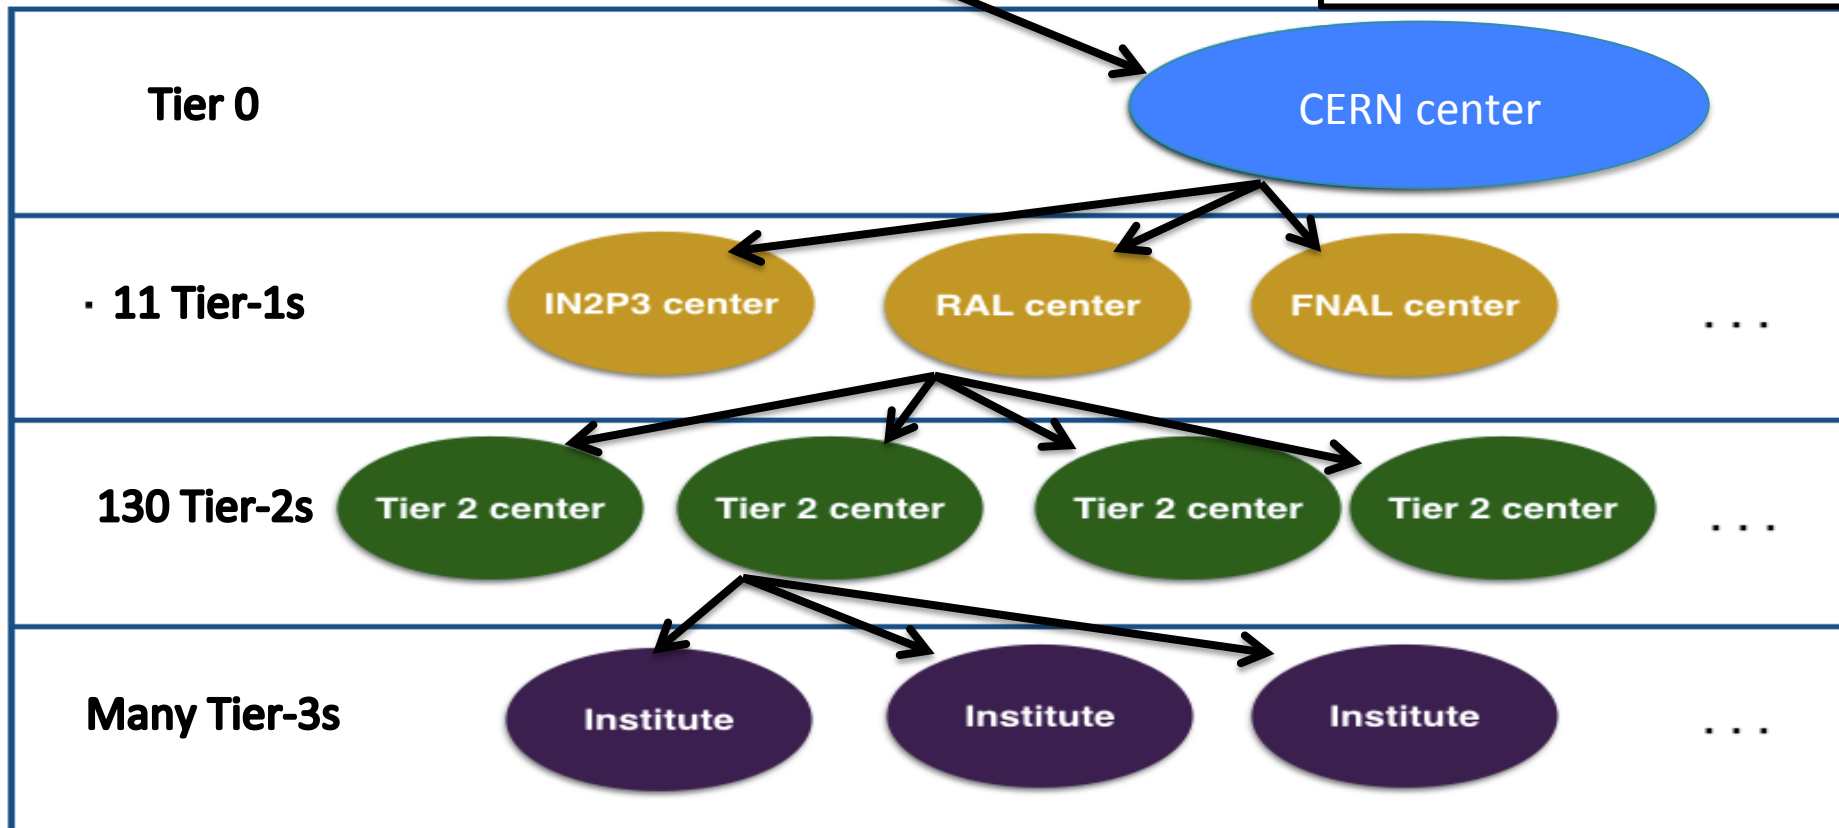 Tier 0
CERN center
· 11 Tier-1s
IN2P3 center
RAL center
FNAL center
. . .
130 Tier-2s
Tier 2 center
Tier 2 center
Tier 2 center
Tier 2 center
. . .
Many Tier-3s
Institute
Institute
Institute
. . .